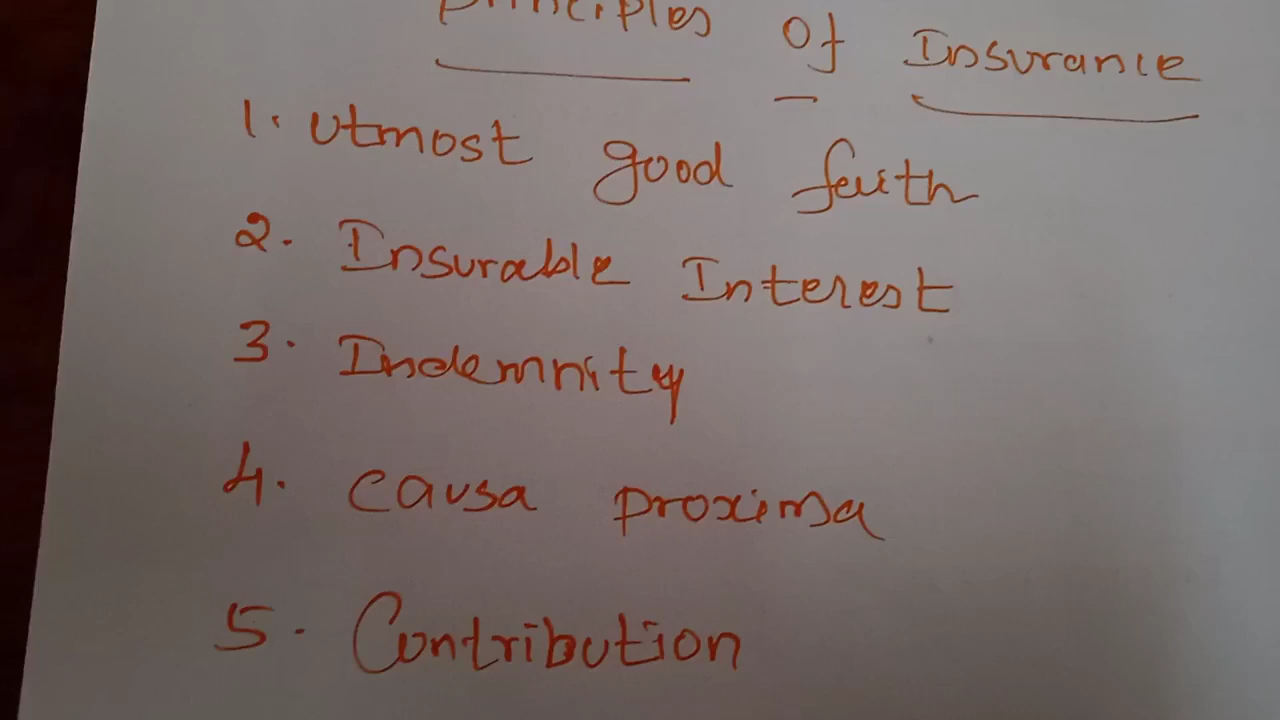 principles of Insurance
1. Utmost good faith
2. Insurable Interest
3. Indemnity
4. causa proxima
5. Contribution